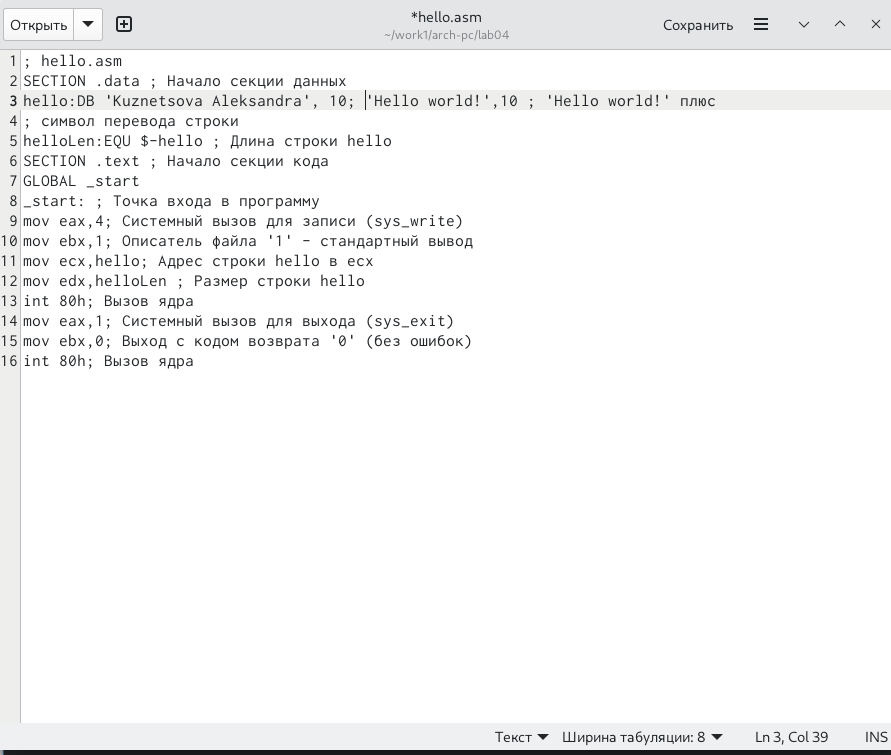 Открыть
*hello.asm
~/work1/arch-pc/lab04
Сохранить
1 ; hello.asm
2 SECTION .data ; Начало секции данных
3 hello:DB 'Kuznetsova Aleksandra', 10; 'Hello world!',10 ; 'Hello world!' плюс
4 ; символ перевода строки
5 helloLen:EQU $-hello ; Длина строки hello
6 SECTION .text ; Начало секции кода
7 GLOBAL _start
8 _start: ; Точка входа в программу
9 mov eax,4; Системный вызов для записи (sys_write)
10 mov ebx,1; Описатель файла '1' - стандартный вывод
11 mov ecx,hello; Адрес строки hello в ecx
12 mov edx,helloLen ; Размер строки hello
13 int 80h; Вызов ядра
14 mov eax,1; Системный вызов для выхода (sys_exit)
15 mov ebx,0; Выход с кодом возврата '0' (без ошибок)
16 int 80h; Вызов ядра
Текст Ширина табуляции: 8 Ln 3, Col 39 INS